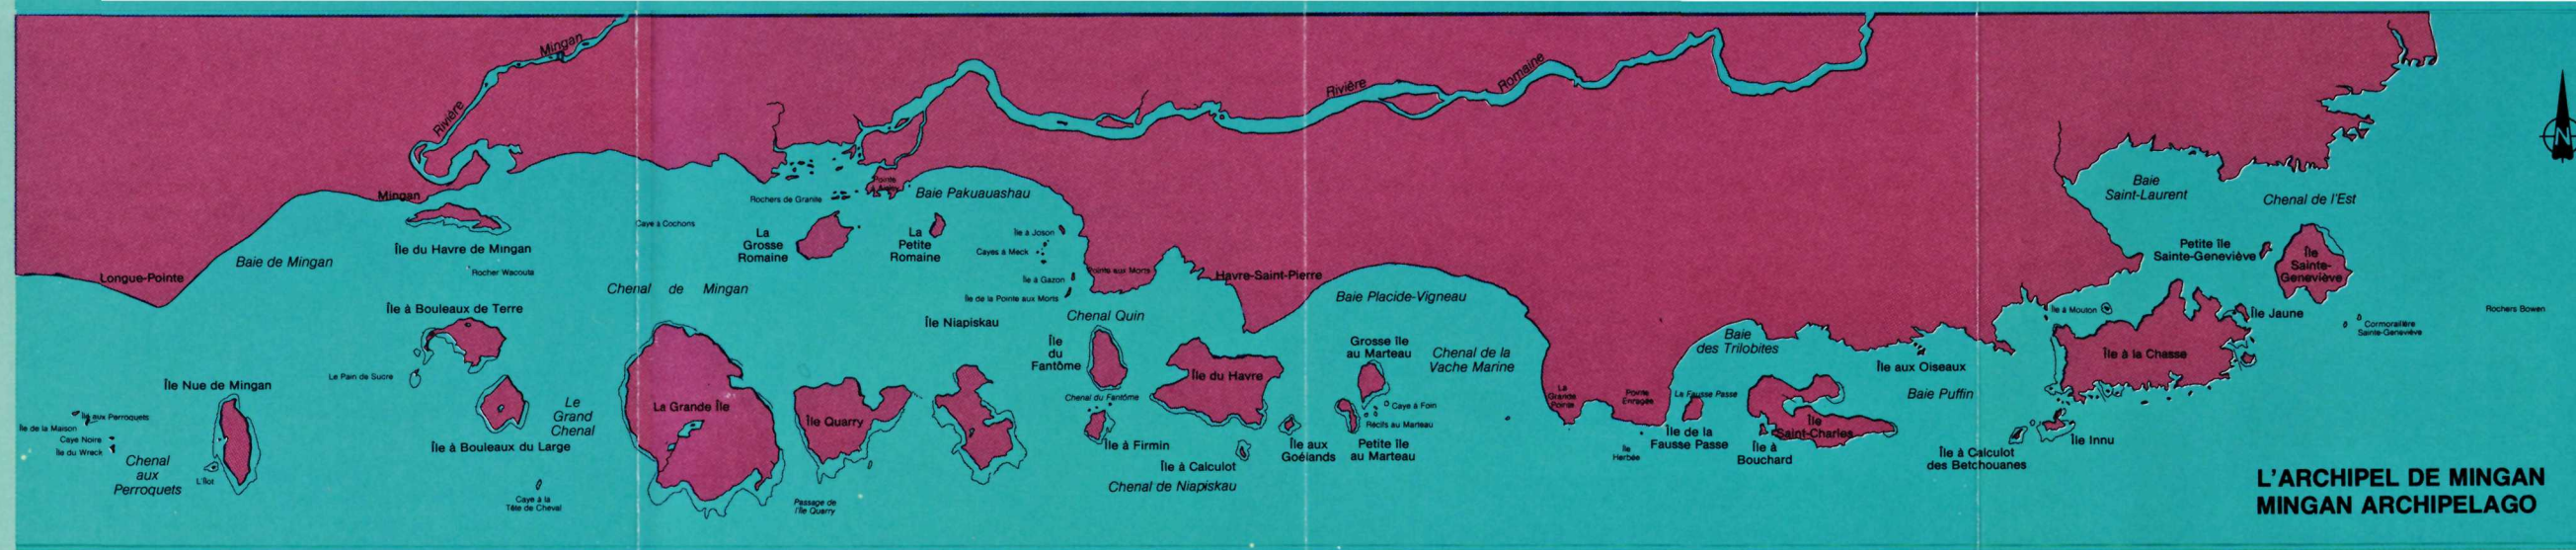 Rivière
Mingan
Rivière
Romaine
Mingan
Longue-Pointe
Baie de Mingan
Île du Havre de Mingan
Rocher Wacouta
Île à Bouleaux de Terre
Le Pain de Sucre
Île Nue de Mingan
Île aux Perroquets
Île de la Maison
Caye Noire
Île du Wreck
Chenal
aux
Perroquets
L'Îlot
Île à Bouleaux du Large
Caye à la
Tête de Cheval
Le
Grand
Chenal
Caye à Cochons
Chenal de Mingan
La Grande Île
Rochers de Granite
Pointe
Baie Pakuauashau
La
Grosse
Romaine
La
Petite
Romaine
Île à Joson
Cayes à Meck
Île à Gazon
Île de la Pointe aux Morts
Pointe aux Morts
Île Quarry
Passage de
l'Île Quarry
Île Niapiskau
Chenal Quin
Île
du
Fantôme
Chenal du Fantôme
Île à Firmin
Havre-Saint-Pierre
Île du Havre
Île à Calculot
Chenal de Niapiskau
Île aux
Goélands
Baie Placide-Vigneau
Grosse île
au Marteau
Caye à Foin
Récifs au Marteau
Petite île
au Marteau
Chenal de la
Vache Marine
La
Grande
Pointe
Pointe
Enragée
Île
Herbée
La Fausse Passe
Île de la
Fausse Passe
Baie
des Trilobites
Île
Saint-Charles
Île à
Bouchard
Île aux Oiseaux
Baie Puffin
Île à Calculot
des Betchouanes
Île Innu
Baie
Saint-Laurent
Chenal de l'Est
Petite île
Sainte-Geneviève
Île
Sainte-
Geneviève
Île à Mouton
Île Jaune
Île à la Chasse
Cormoraillère
Sainte-Geneviève
Rochers Bowen
N
L'ARCHIPEL DE MINGAN
MINGAN ARCHIPELAGO